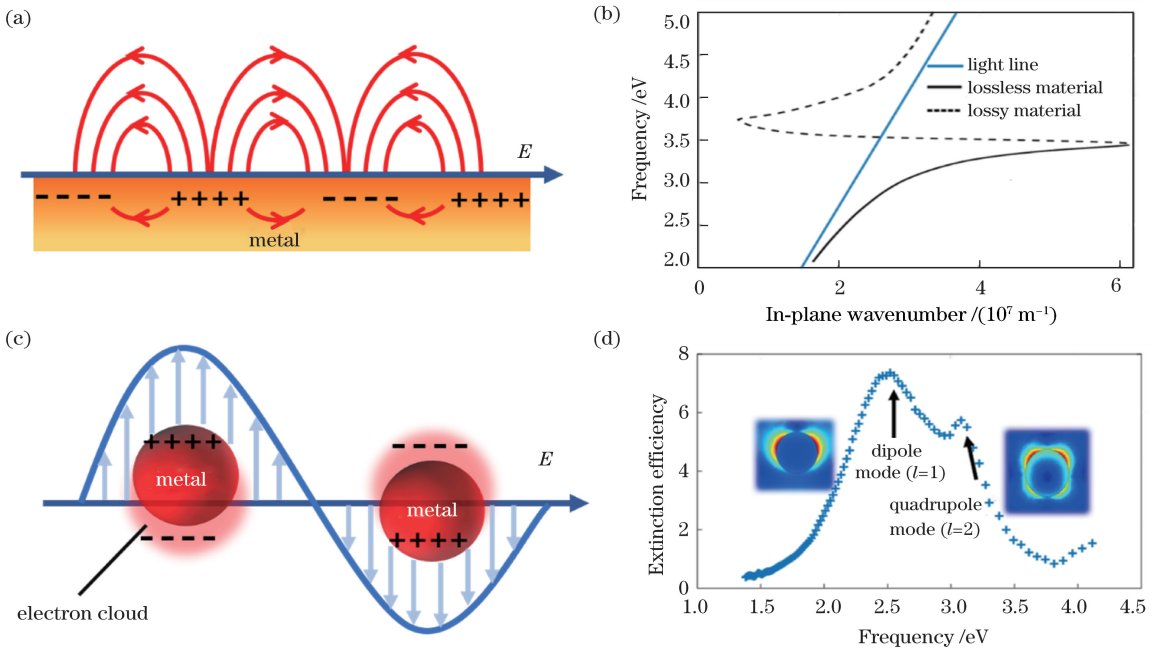 (a)
E
− − − −
+ + + +
− − − −
+ + + +
metal
(b)
5.0
4.5
4.0
3.5
3.0
2.5
2.0
Frequency /eV
light line
lossless material
lossy material
0
2
4
6
In-plane wavenumber /(10⁷ m⁻¹)
(c)
+ + + +
metal
− − − −
− − − −
metal
+ + + +
E
electron cloud
(d)
8
6
4
2
0
Extinction efficiency
dipole
mode (l=1)
quadrupole
mode (l=2)
1.0
1.5
2.0
2.5
3.0
3.5
4.0
4.5
Frequency /eV